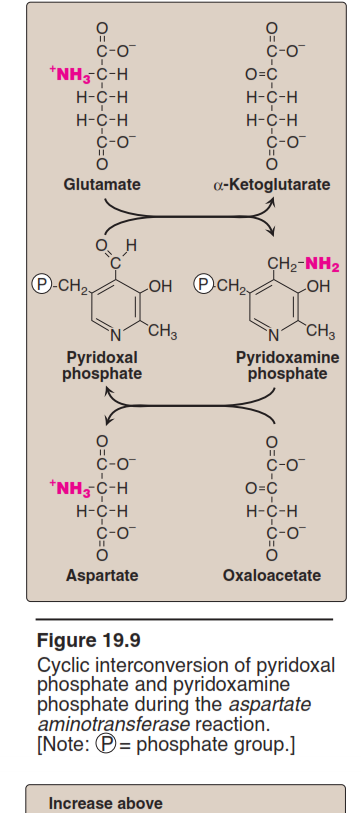 O
C-O⁻
⁺NH₃-C-H
H-C-H
H-C-H
C-O⁻
O
Glutamate
O
C-O⁻
O=C
H-C-H
H-C-H
C-O⁻
O
α-Ketoglutarate
O H
C
P-CH₂ OH
N CH₃
Pyridoxal
phosphate
CH₂-NH₂
P-CH₂ OH
N CH₃
Pyridoxamine
phosphate
O
C-O⁻
⁺NH₃-C-H
H-C-H
C-O⁻
O
Aspartate
O
C-O⁻
O=C
H-C-H
C-O⁻
O
Oxaloacetate
Figure 19.9
Cyclic interconversion of pyridoxal
phosphate and pyridoxamine
phosphate during the aspartate
aminotransferase reaction.
[Note: Ⓟ = phosphate group.]
Increase above